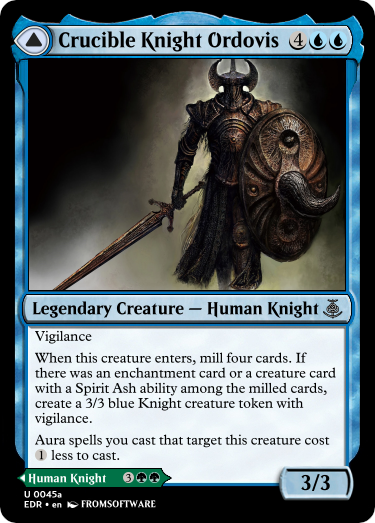 Crucible Knight Ordovis 4
Legendary Creature — Human Knight
Vigilance
When this creature enters, mill four cards. If
there was an enchantment card or a creature card
with a Spirit Ash ability among the milled cards,
create a 3/3 blue Knight creature token with
vigilance.
Aura spells you cast that target this creature cost
1 less to cast.
Human Knight 3
3/3
U 0045a
EDR • en FROMSOFTWARE